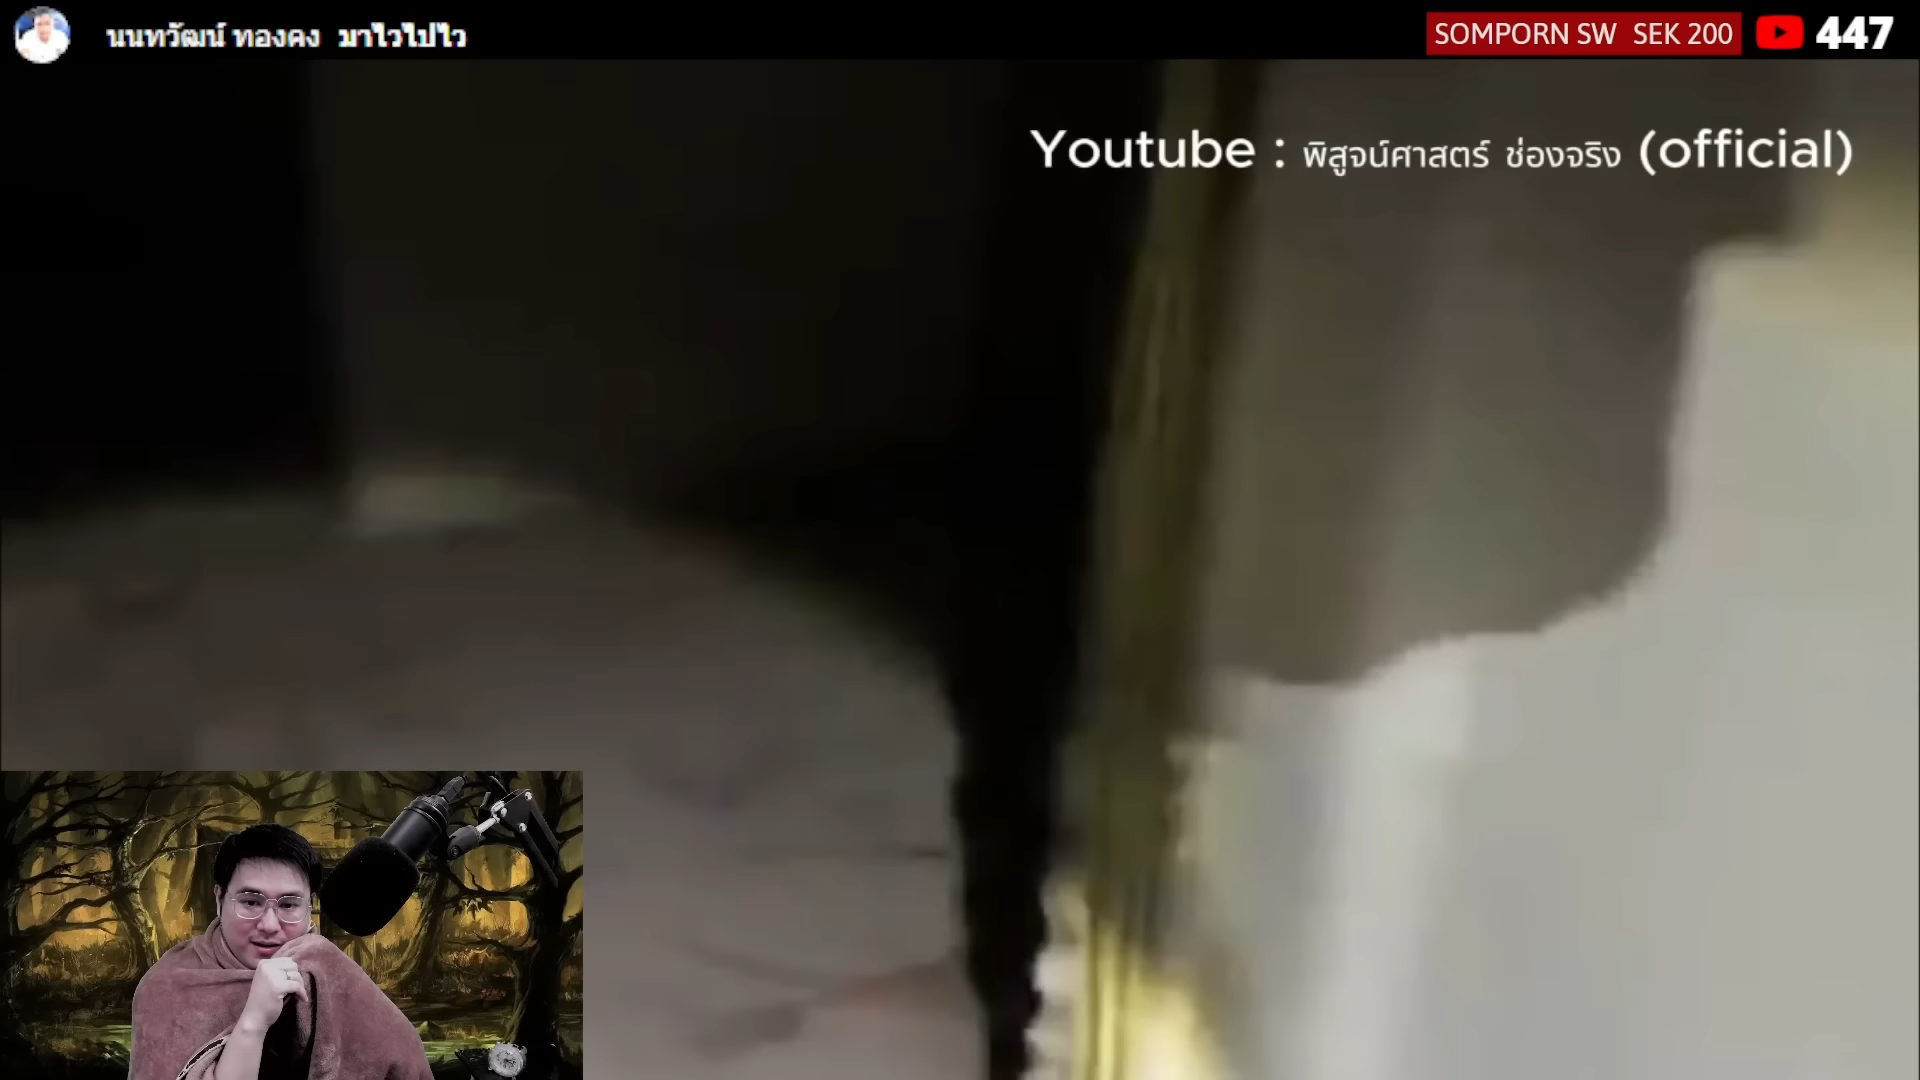 นนทวัฒน์ ทองคง มาไวไปไว
SOMPORN SW SEK 200
447
Youtube : พิสูจน์ศาสตร์ ช่องจริง (official)